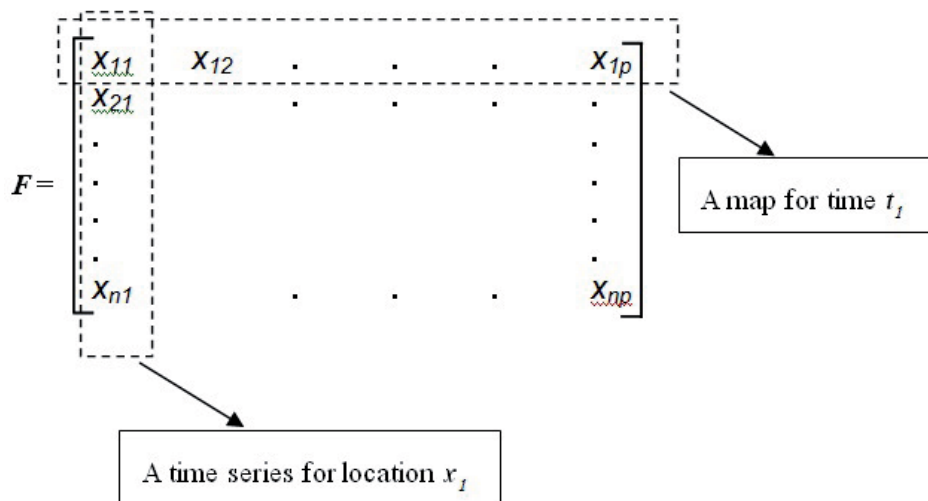 x11 x12 . . . x1p
x21 . . . .
. .
. .
F = . .
. .
xn1 . . . xnp
A map for time t1
A time series for location x1